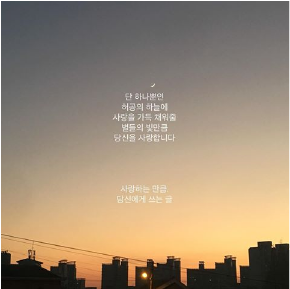 단 하나뿐인
허공의 하늘에
사랑을 가득 채워줄
별들의 빛만큼
당신을 사랑합니다
사랑하는 만큼
당신에게 쓰는 글